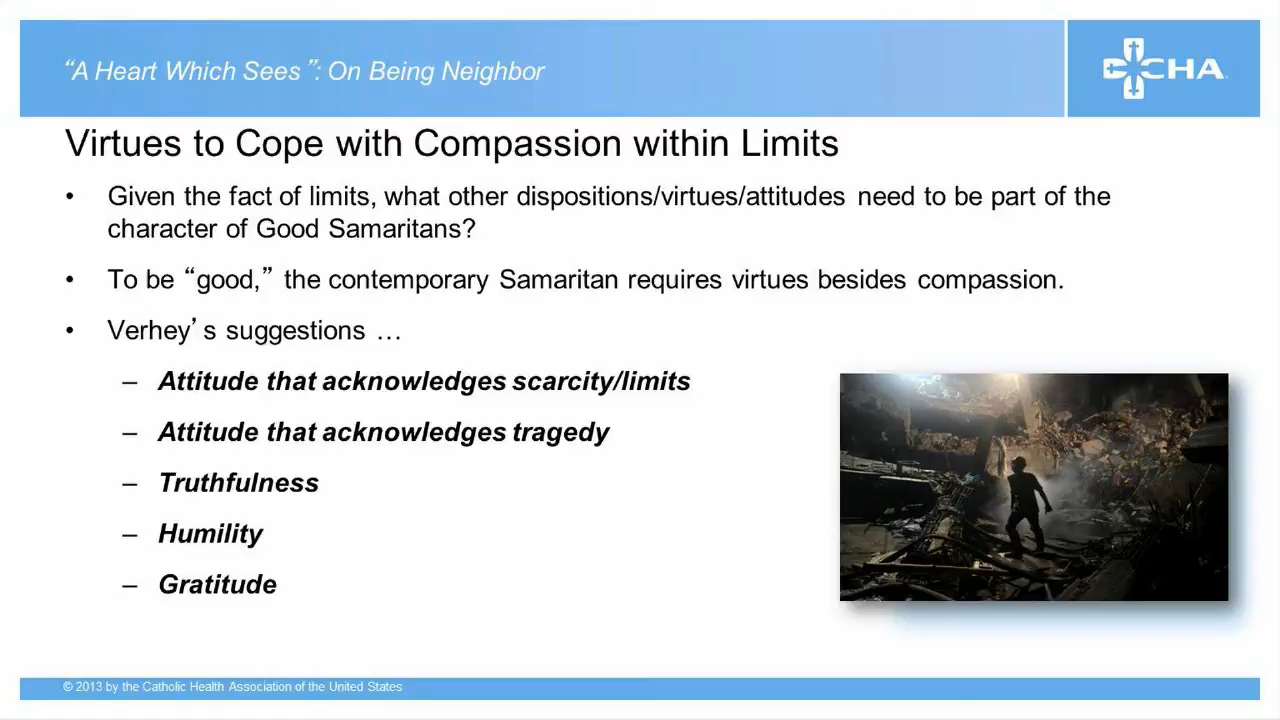 “A Heart Which Sees”: On Being Neighbor
CHA
Virtues to Cope with Compassion within Limits
• Given the fact of limits, what other dispositions/virtues/attitudes need to be part of the
character of Good Samaritans?
• To be “good,” the contemporary Samaritan requires virtues besides compassion.
• Verhey’s suggestions …
– Attitude that acknowledges scarcity/limits
– Attitude that acknowledges tragedy
– Truthfulness
– Humility
– Gratitude
© 2013 by the Catholic Health Association of the United States